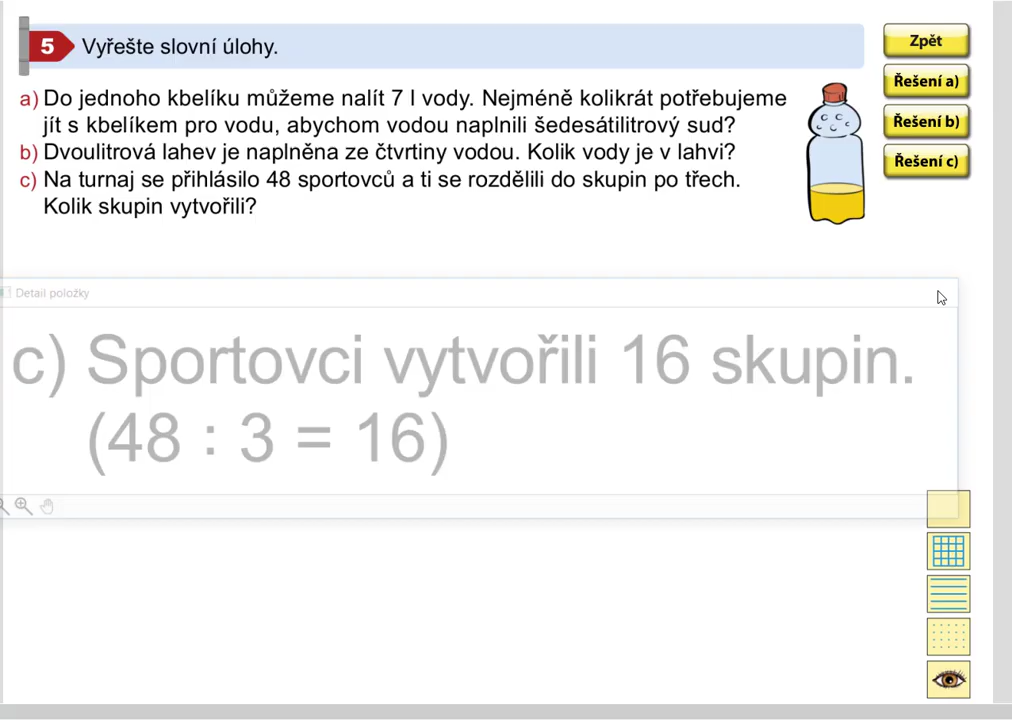 5 Vyřešte slovní úlohy.
Zpět
Řešení a)
Řešení b)
Řešení c)
a) Do jednoho kbelíku můžeme nalít 7 l vody. Nejméně kolikrát potřebujeme
jít s kbelíkem pro vodu, abychom vodou naplnili šedesátilitrový sud?
b) Dvoulitrová lahev je naplněna ze čtvrtiny vodou. Kolik vody je v lahvi?
c) Na turnaj se přihlásilo 48 sportovců a ti se rozdělili do skupin po třech.
Kolik skupin vytvořili?
Detail položky
c) Sportovci vytvořili 16 skupin.
(48 : 3 = 16)